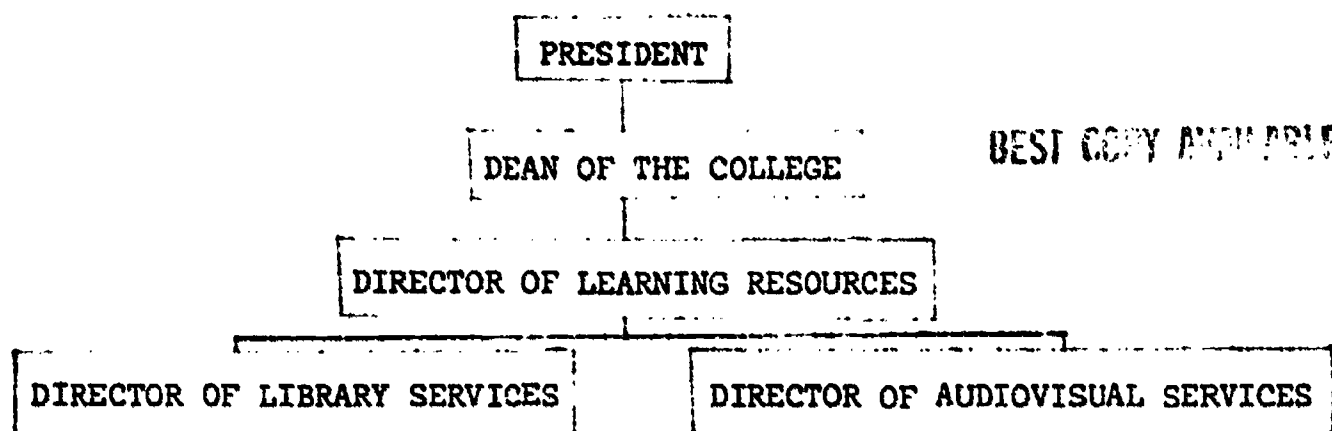 PRESIDENT
DEAN OF THE COLLEGE
BEST COPY AVAILABLE
DIRECTOR OF LEARNING RESOURCES
DIRECTOR OF LIBRARY SERVICES
DIRECTOR OF AUDIOVISUAL SERVICES